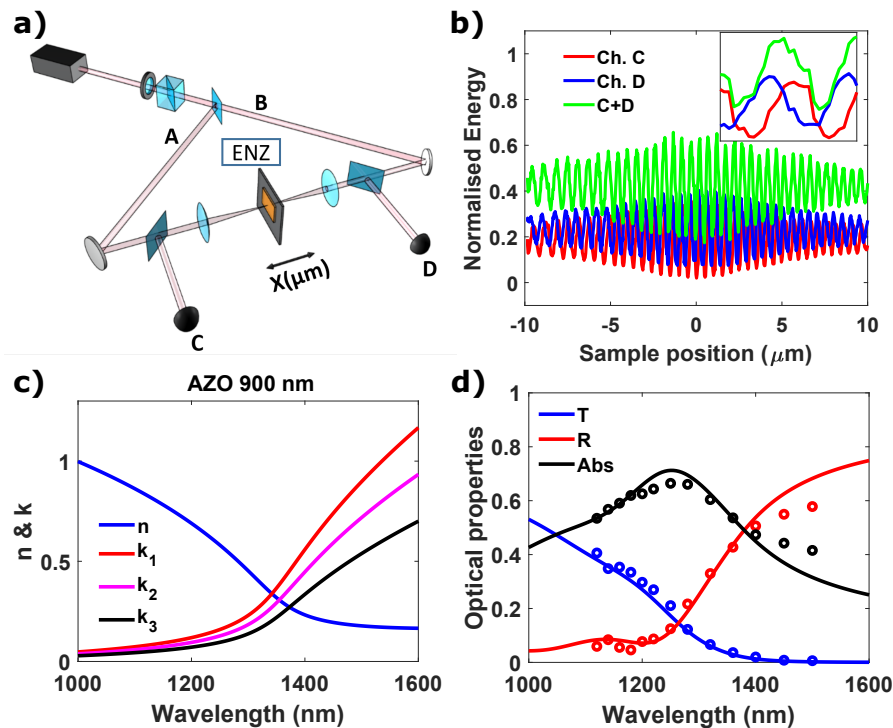 a)
B
A
ENZ
X(μm)
D
C
b)
Ch. C
Ch. D
C+D
Normalised Energy
1
0.8
0.6
0.4
0.2
0
-10
-5
0
5
10
Sample position (μm)
c)
AZO 900 nm
n & k
1
0.5
0
n
k1
k2
k3
1000
1200
1400
1600
Wavelength (nm)
d)
T
R
Abs
Optical properties
1
0.8
0.6
0.4
0.2
0
1000
1200
1400
1600
Wavelength (nm)